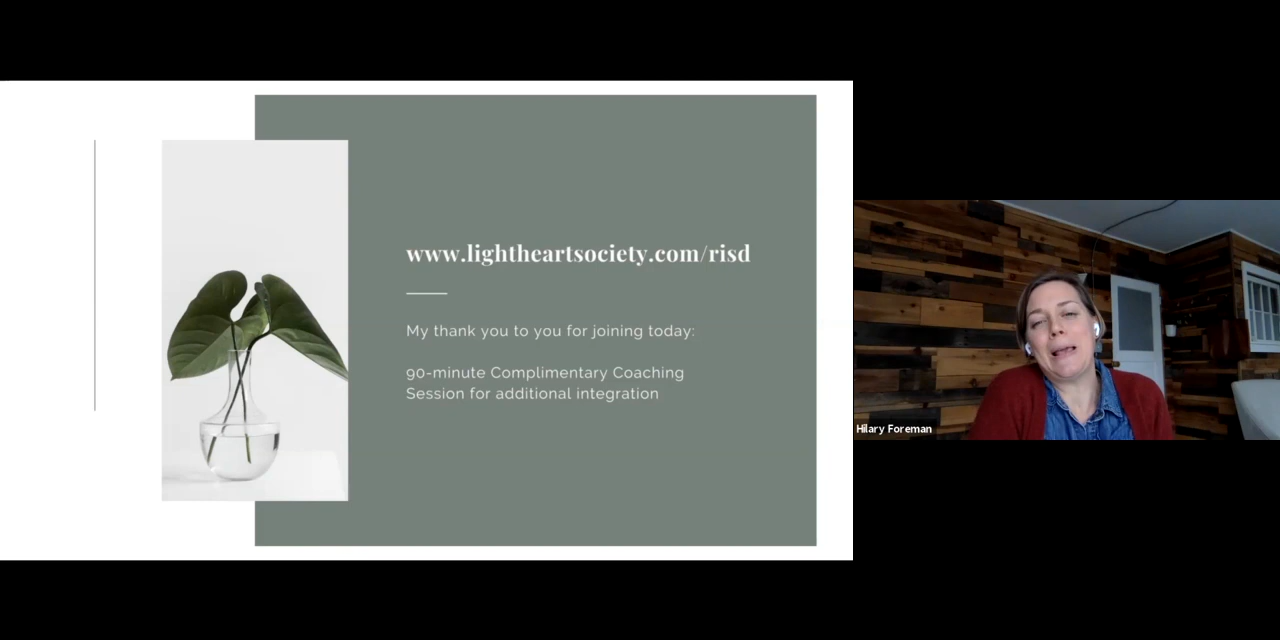 www.lightheartsociety.com/risd
My thank you to you for joining today:
90-minute Complimentary Coaching
Session for additional integration
Hilary Foreman